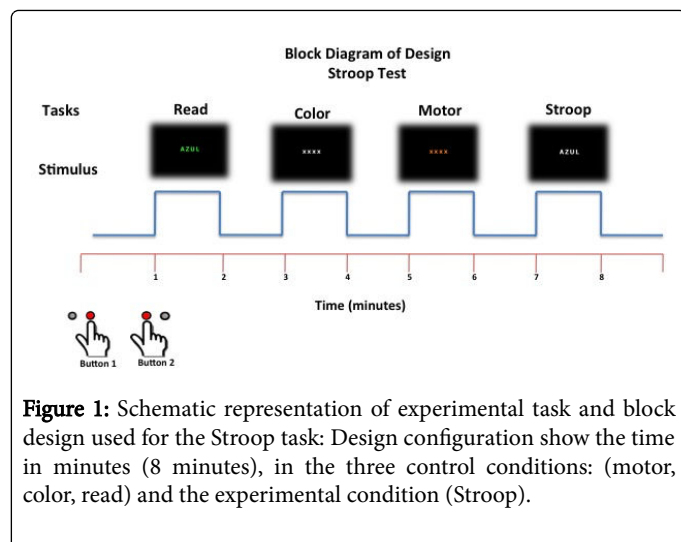 Block Diagram of Design
Stroop Test
Tasks
Read
Color
Motor
Stroop
Stimulus
AZUL
XXXX
XXXX
AZUL
1 2 3 4 5 6 7 8
Time (minutes)
Button 1
Button 2
Figure 1: Schematic representation of experimental task and block
design used for the Stroop task: Design configuration show the time
in minutes (8 minutes), in the three control conditions: (motor,
color, read) and the experimental condition (Stroop).